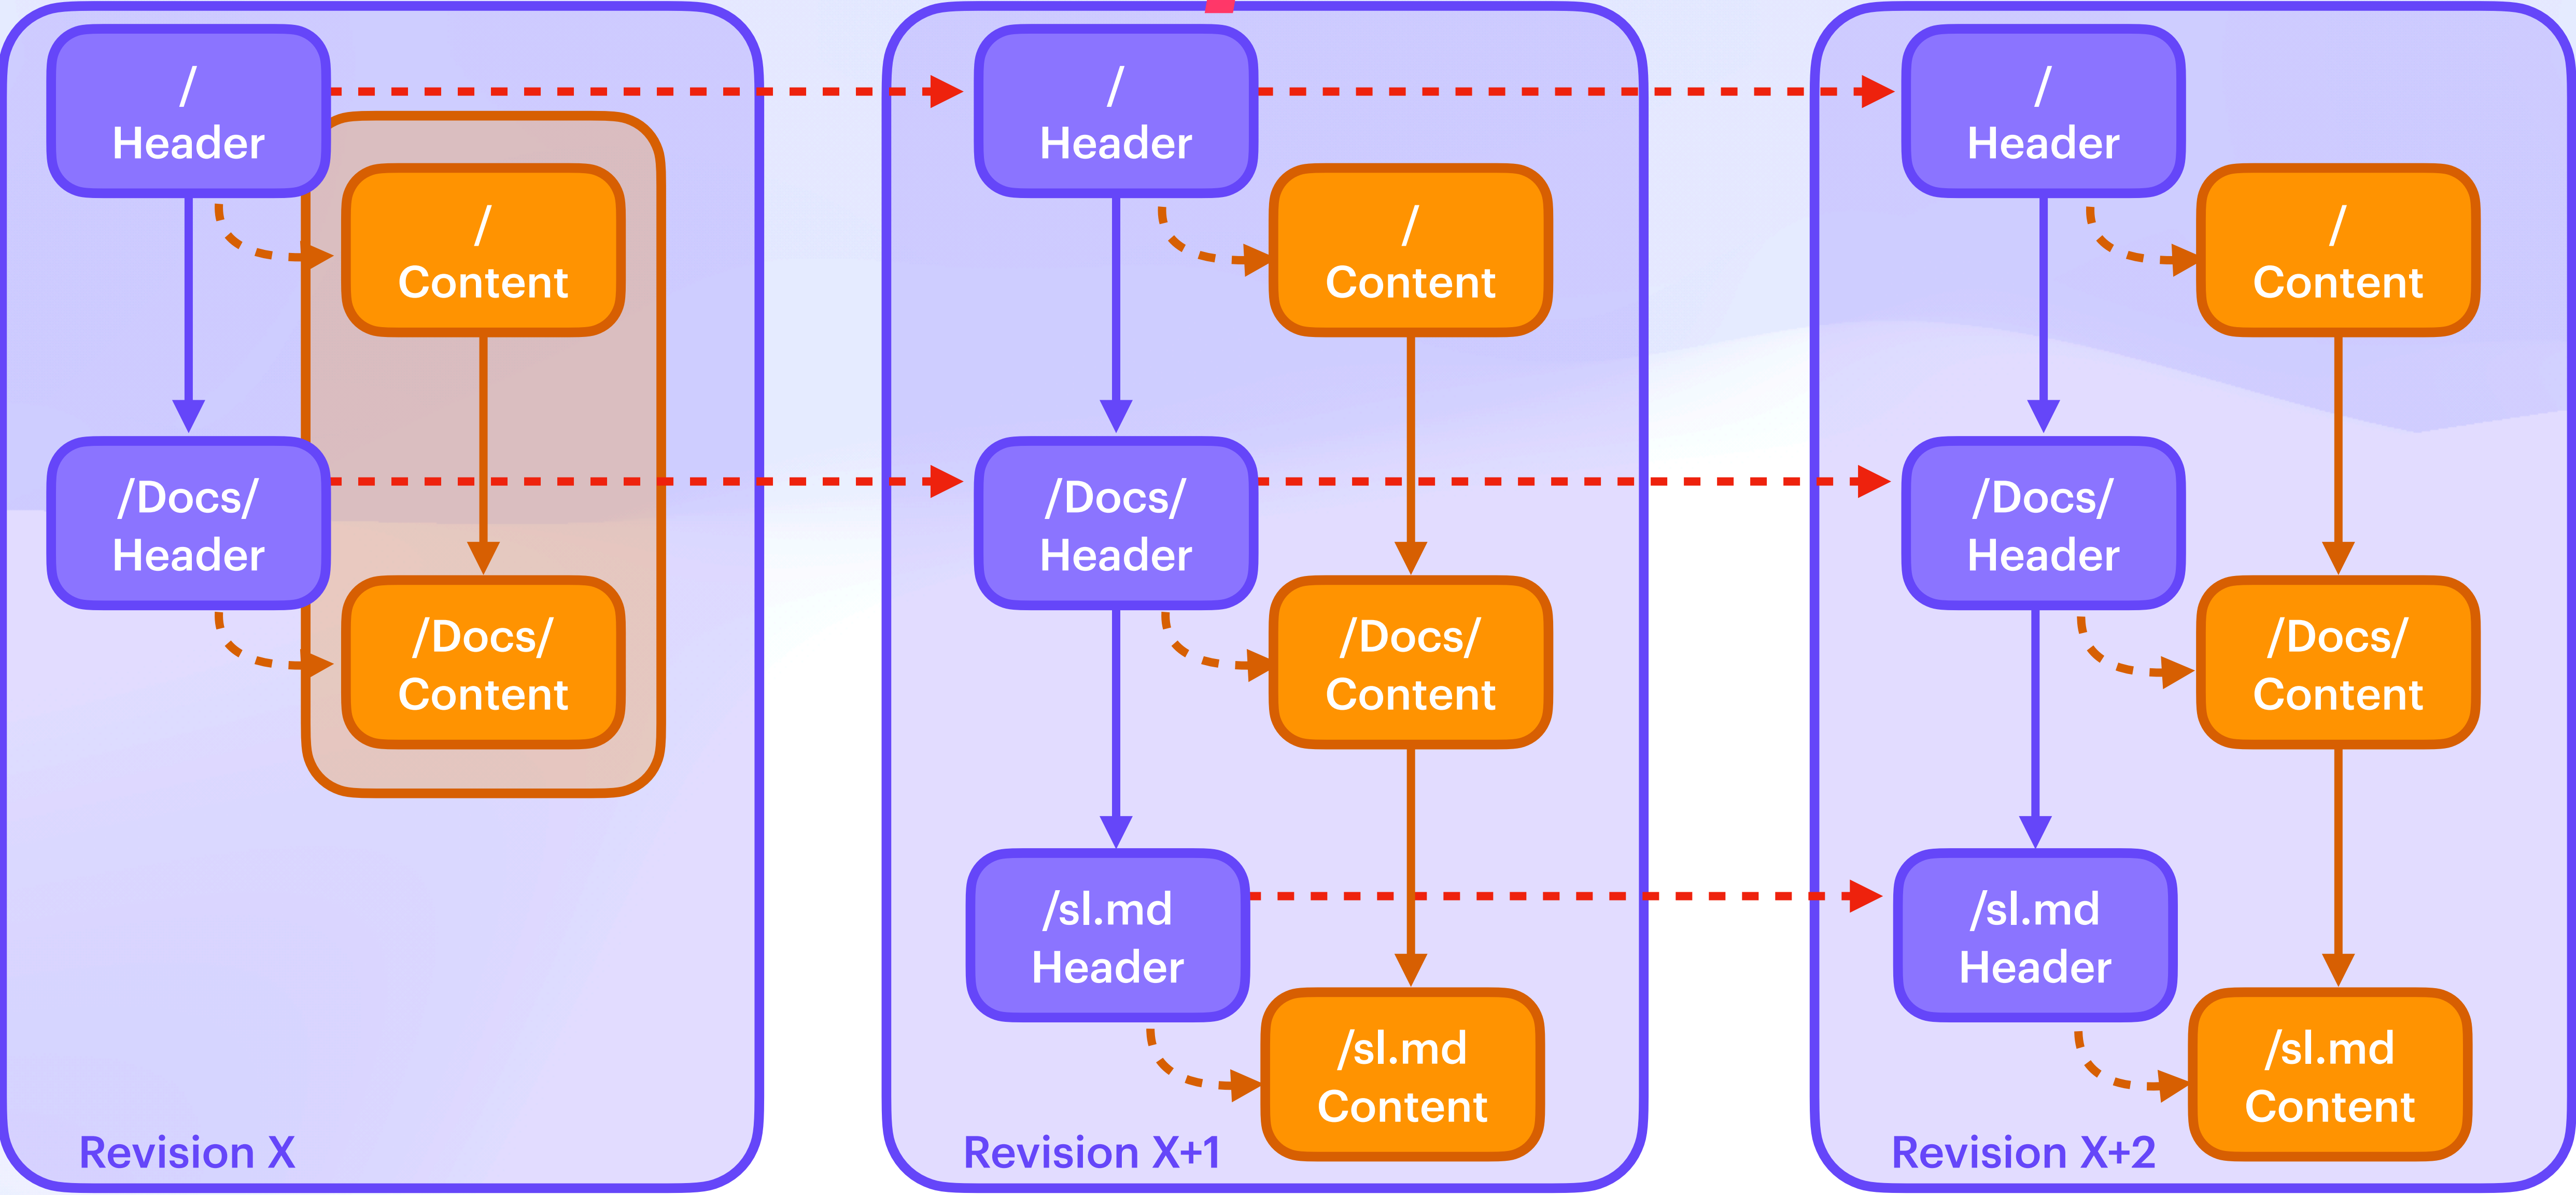 /
Header
/
Content
/Docs/
Header
/Docs/
Content
Revision X
/
Header
/
Content
/Docs/
Header
/Docs/
Content
/sl.md
Header
/sl.md
Content
Revision X+1
/
Header
/
Content
/Docs/
Header
/Docs/
Content
/sl.md
Header
/sl.md
Content
Revision X+2